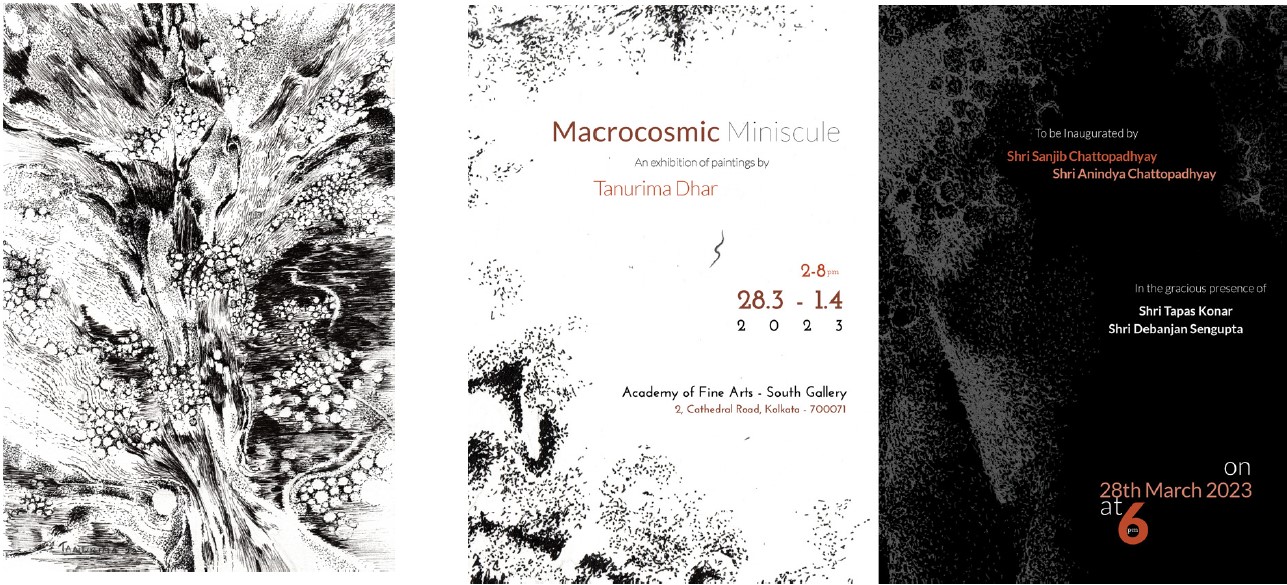 TANURIMA
Macrocosmic Miniscule
An exhibition of paintings by
Tanurima Dhar
2-8pm
28.3 - 1.4
2 0 2 3
Academy of Fine Arts - South Gallery
2, Cathedral Road, Kolkata - 700071
To be Inaugurated by
Shri Sanjib Chattopadhyay
Shri Anindya Chattopadhyay
In the gracious presence of
Shri Tapas Konar
Shri Debanjan Sengupta
on
28th March 2023
at 6 pm